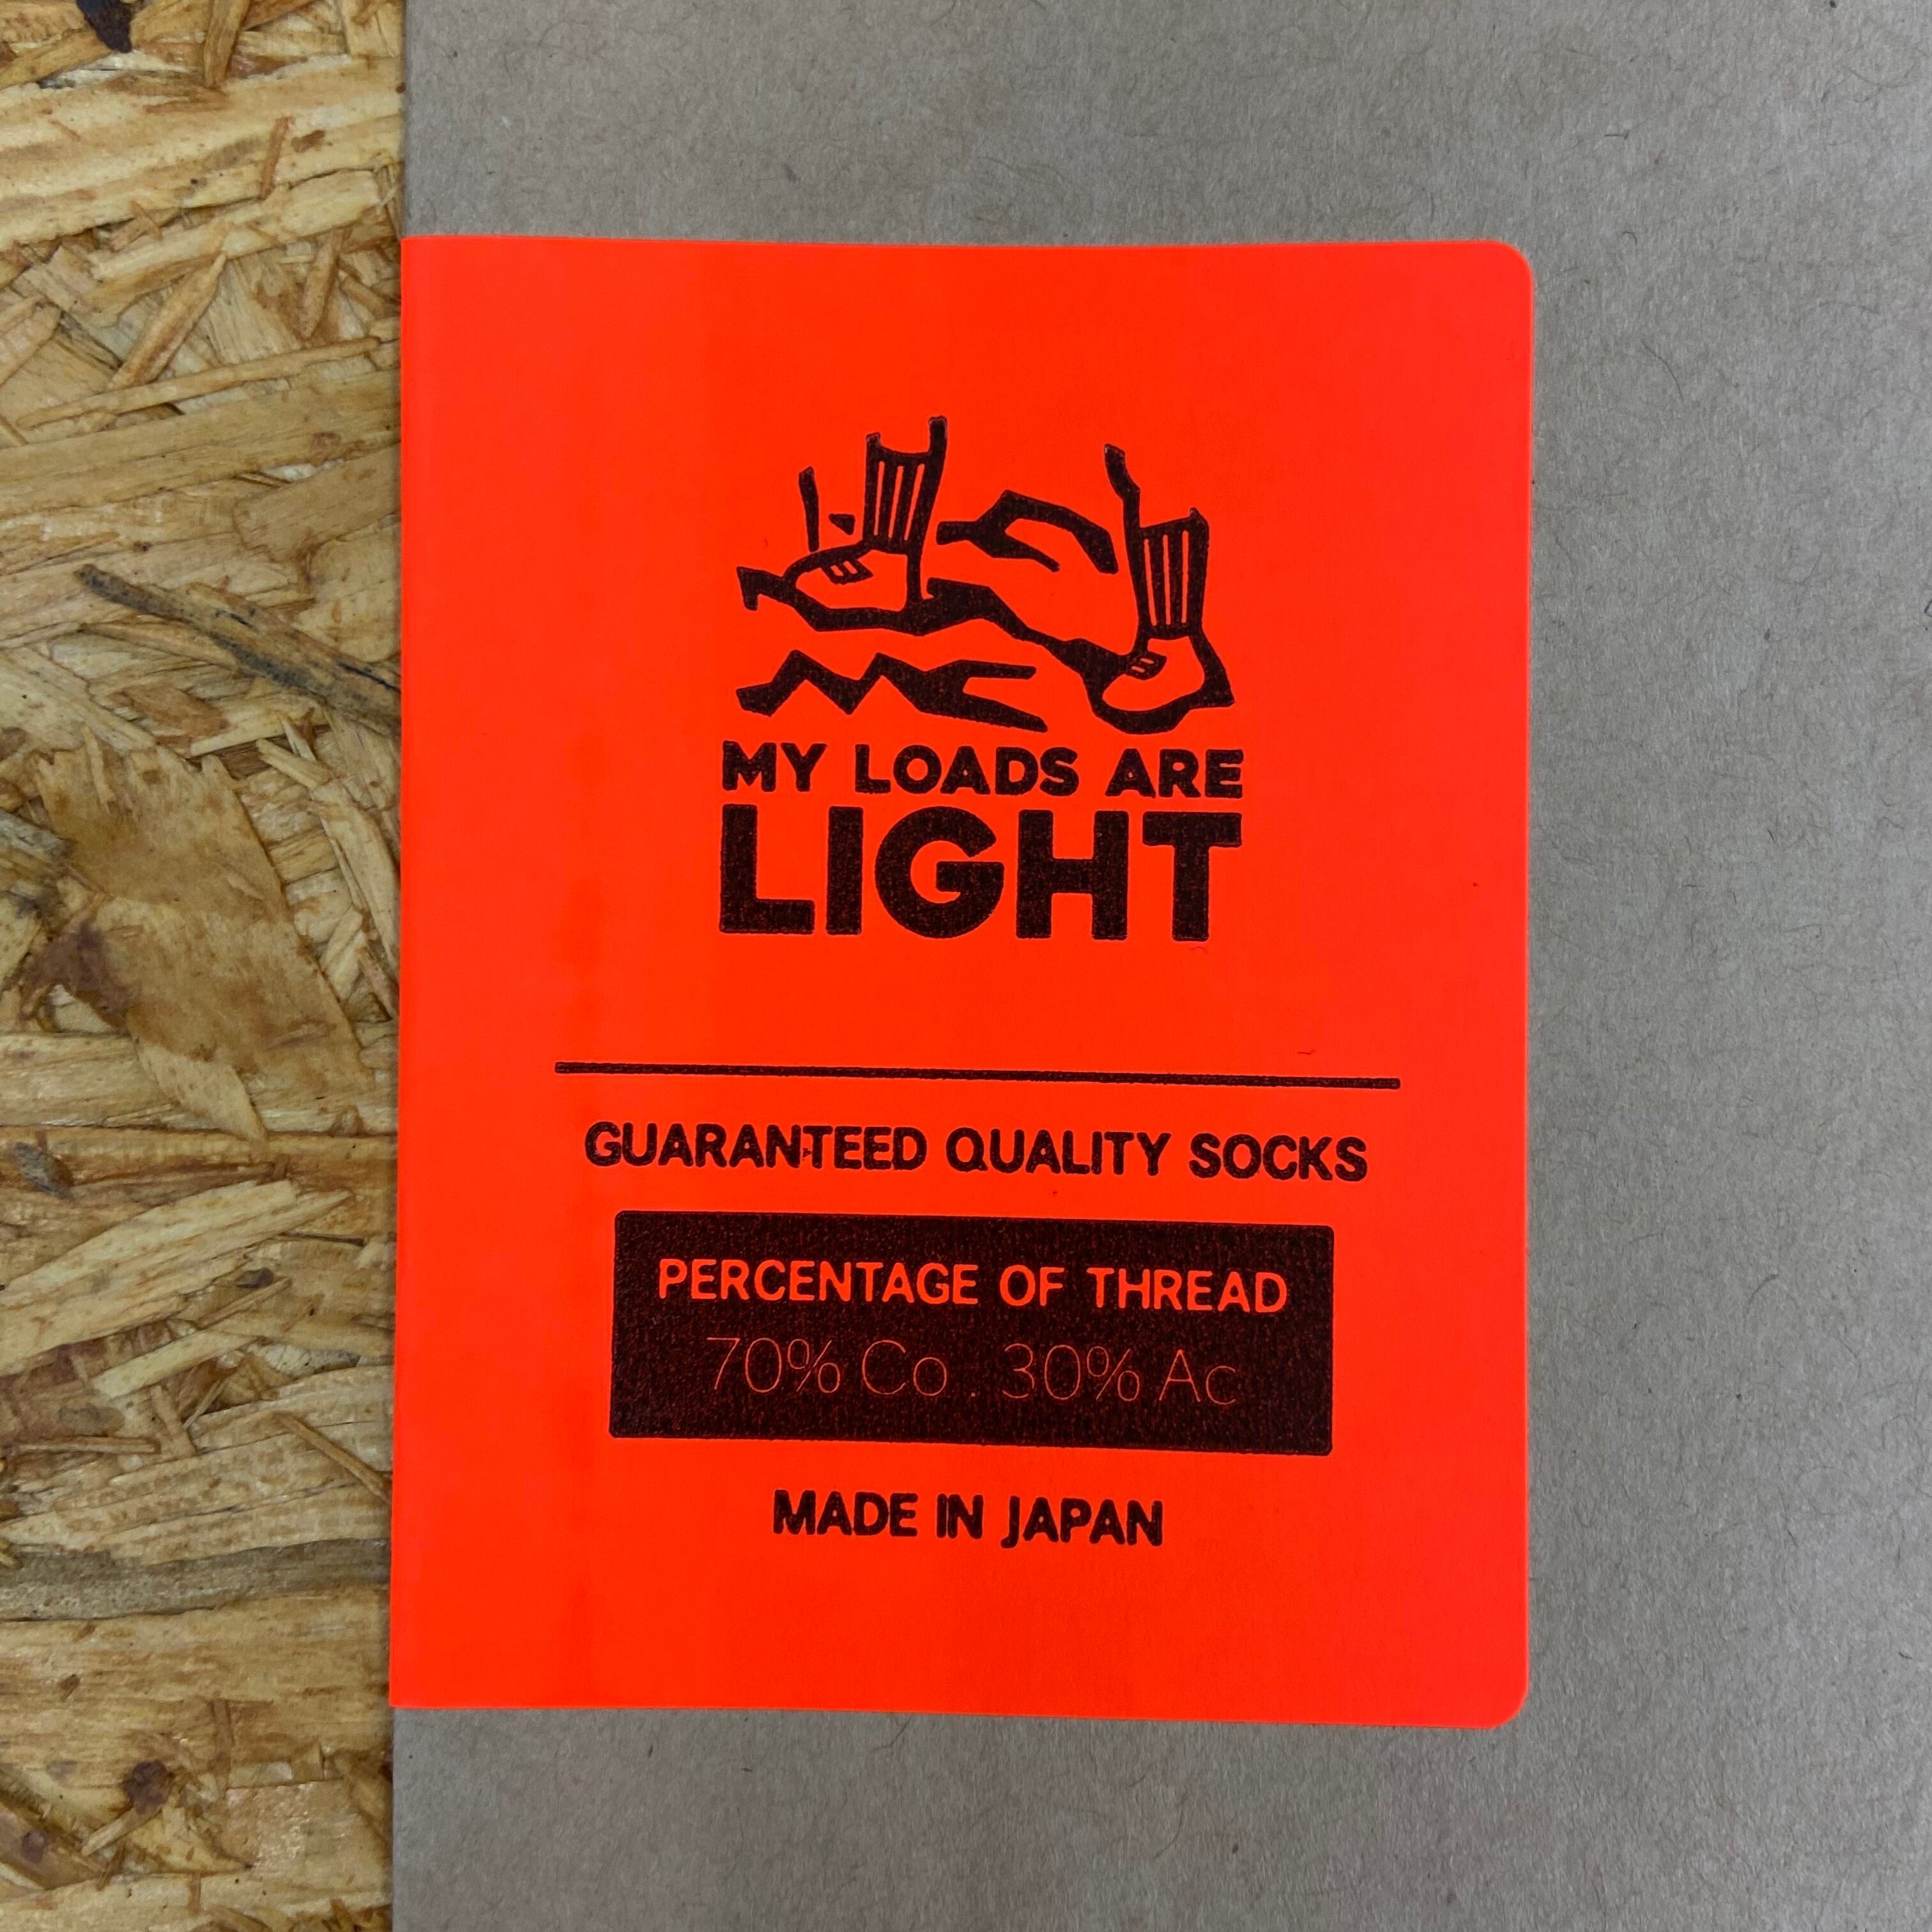 MY LOADS ARE
LIGHT
GUARANTEED QUALITY SOCKS
PERCENTAGE OF THREAD
70% Co . 30% Ac
MADE IN JAPAN